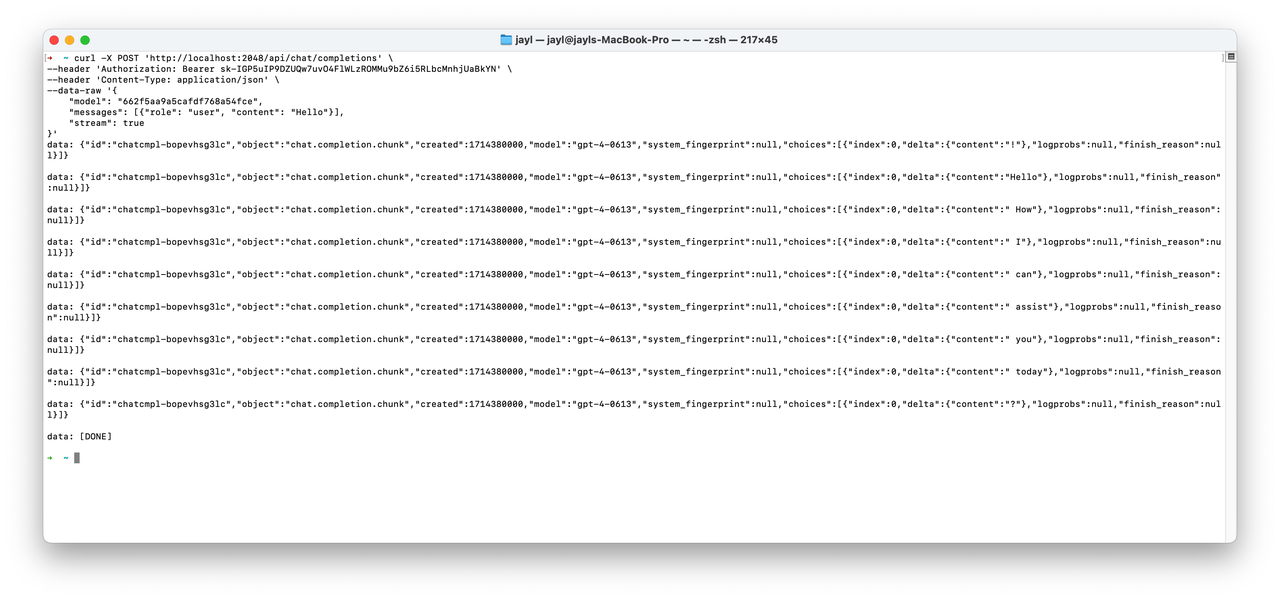 jayl — jayl@jayls-MacBook-Pro — ~ — -zsh — 217×45
[➜  ~ curl -X POST 'http://localhost:2048/api/chat/completions' \
--header 'Authorization: Bearer sk-IGP5uIP9DZUQw7uvO4FlWLzROMMu9bZ6i5RLbcMnhjUaBkYN' \
--header 'Content-Type: application/json' \
--data-raw '{
    "model": "662f5aa9a5cafdf768a54fce",
    "messages": [{"role": "user", "content": "Hello"}],
    "stream": true
}'
data: {"id":"chatcmpl-bopevhsg3lc","object":"chat.completion.chunk","created":1714380000,"model":"gpt-4-0613","system_fingerprint":null,"choices":[{"index":0,"delta":{"content":"!"},"logprobs":null,"finish_reason":nul
l}]}
data: {"id":"chatcmpl-bopevhsg3lc","object":"chat.completion.chunk","created":1714380000,"model":"gpt-4-0613","system_fingerprint":null,"choices":[{"index":0,"delta":{"content":"Hello"},"logprobs":null,"finish_reason"
:null}]}
data: {"id":"chatcmpl-bopevhsg3lc","object":"chat.completion.chunk","created":1714380000,"model":"gpt-4-0613","system_fingerprint":null,"choices":[{"index":0,"delta":{"content":" How"},"logprobs":null,"finish_reason":
null}]}
data: {"id":"chatcmpl-bopevhsg3lc","object":"chat.completion.chunk","created":1714380000,"model":"gpt-4-0613","system_fingerprint":null,"choices":[{"index":0,"delta":{"content":" I"},"logprobs":null,"finish_reason":nu
ll}]}
data: {"id":"chatcmpl-bopevhsg3lc","object":"chat.completion.chunk","created":1714380000,"model":"gpt-4-0613","system_fingerprint":null,"choices":[{"index":0,"delta":{"content":" can"},"logprobs":null,"finish_reason":
null}]}
data: {"id":"chatcmpl-bopevhsg3lc","object":"chat.completion.chunk","created":1714380000,"model":"gpt-4-0613","system_fingerprint":null,"choices":[{"index":0,"delta":{"content":" assist"},"logprobs":null,"finish_reaso
n":null}]}
data: {"id":"chatcmpl-bopevhsg3lc","object":"chat.completion.chunk","created":1714380000,"model":"gpt-4-0613","system_fingerprint":null,"choices":[{"index":0,"delta":{"content":" you"},"logprobs":null,"finish_reason":
null}]}
data: {"id":"chatcmpl-bopevhsg3lc","object":"chat.completion.chunk","created":1714380000,"model":"gpt-4-0613","system_fingerprint":null,"choices":[{"index":0,"delta":{"content":" today"},"logprobs":null,"finish_reason
":null}]}
data: {"id":"chatcmpl-bopevhsg3lc","object":"chat.completion.chunk","created":1714380000,"model":"gpt-4-0613","system_fingerprint":null,"choices":[{"index":0,"delta":{"content":"?"},"logprobs":null,"finish_reason":nul
l}]}
data: [DONE]
➜  ~